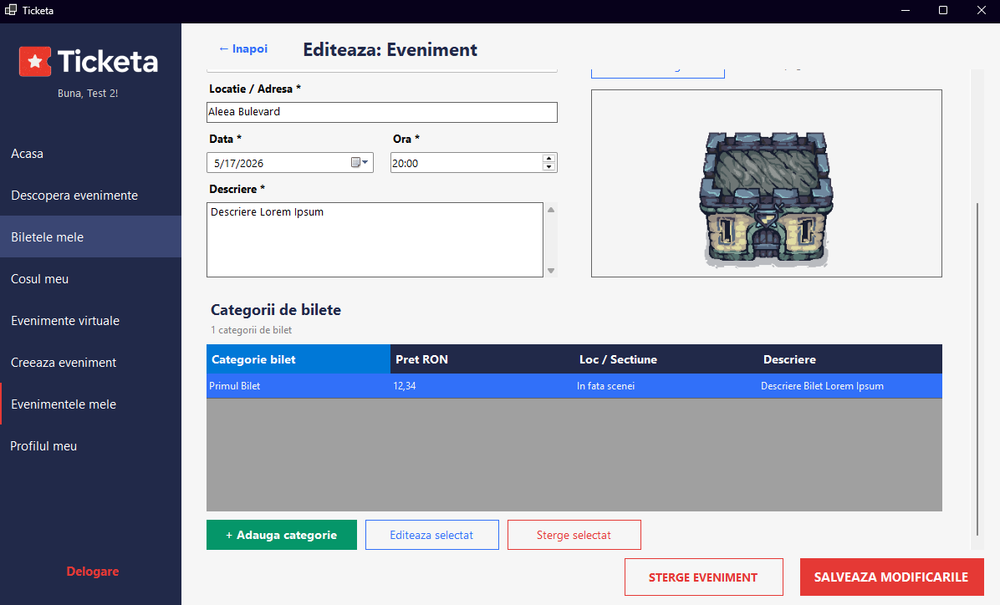 Ticketa
Ticketa
Buna, Test 2!
Acasa
Descopera evenimente
Biletele mele
Cosul meu
Evenimente virtuale
Creeaza eveniment
Evenimentele mele
Profilul meu
Delogare
← Inapoi
Editeaza: Eveniment
Locatie / Adresa *
Aleea Bulevard
Data *
Ora *
5/17/2026
20:00
Descriere *
Descriere Lorem Ipsum
Categorii de bilete
1 categorii de bilet
Categorie bilet Pret RON Loc / Sectiune Descriere
Primul Bilet 12,34 In fata scenei Descriere Bilet Lorem Ipsum
+ Adauga categorie
Editeaza selectat
Sterge selectat
STERGE EVENIMENT
SALVEAZA MODIFICARILE